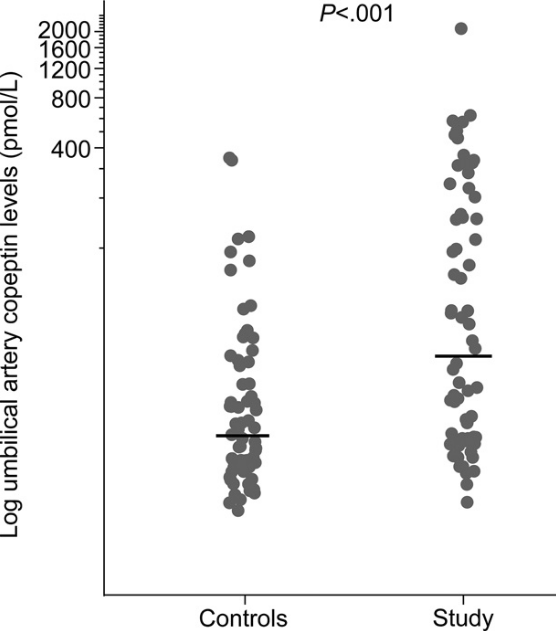 P<.001
2000
1600
1200
800
400
Log umbilical artery copeptin levels (pmol/L)
Controls
Study